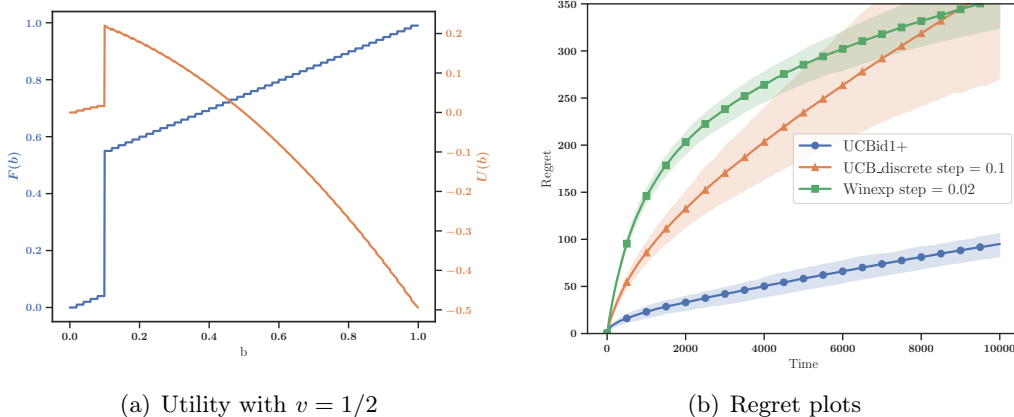 1.0
0.8
0.6
0.4
0.2
0.0
F(b)
0.2
0.1
0.0
−0.1
−0.2
−0.3
−0.4
−0.5
U(b)
0.0 0.2 0.4 0.6 0.8 1.0
b
(a) Utility with v = 1/2
350
300
250
200
150
100
50
0
Regret
UCBid1+
UCB_discrete step = 0.1
Winexp step = 0.02
0 2000 4000 6000 8000 10000
Time
(b) Regret plots